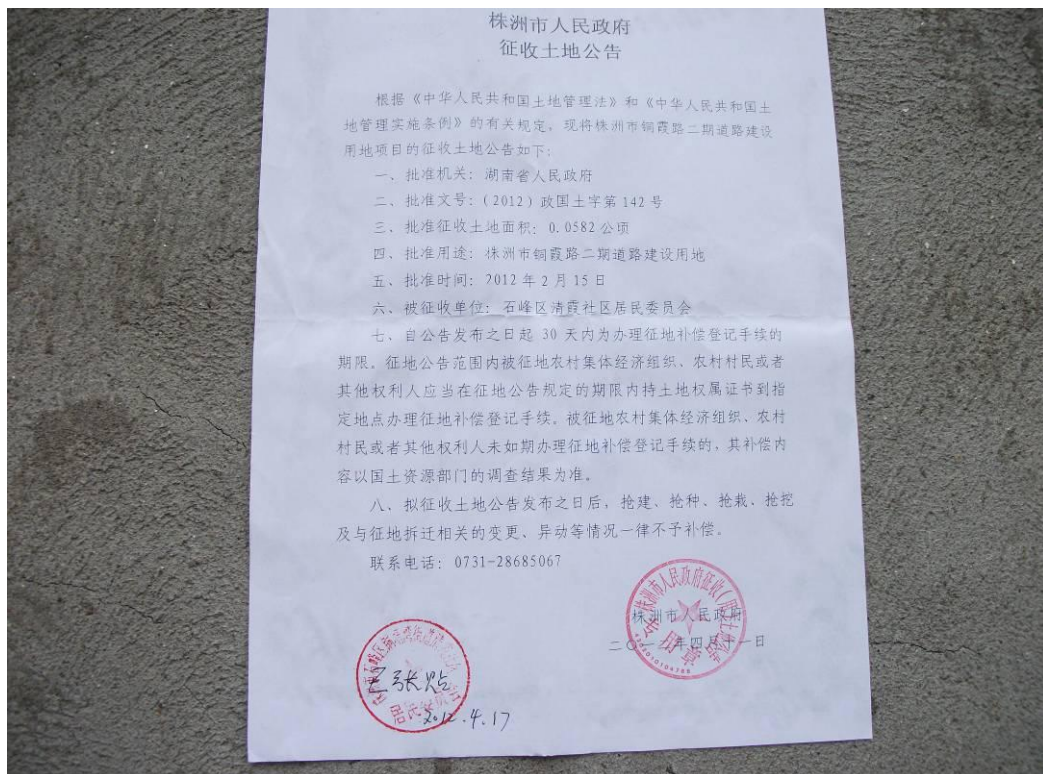 株洲市人民政府
征收土地公告
根据《中华人民共和国土地管理法》和《中华人民共和国土
地管理实施条例》的有关规定，现将株洲市铜霞路二期道路建设
用地项目的征收土地公告如下：
一、批准机关：湖南省人民政府
二、批准文号：(2012)政国土字第142号
三、批准征收土地面积：0.0582公顷
四、批准用途：株洲市铜霞路二期道路建设用地
五、批准时间：2012年2月15日
六、被征收单位：石峰区清霞社区居民委员会
七、自公告发布之日起 30 天内为办理征地补偿登记手续的
期限。征地公告范围内被征地农村集体经济组织、农村村民或者
其他权利人应当在征地公告规定的期限内持土地权属证书到指
定地点办理征地补偿登记手续。被征地农村集体经济组织、农村
村民或者其他权利人未如期办理征地补偿登记手续的，其补偿内
容以国土资源部门的调查结果为准。
八、拟征收土地公告发布之日后，抢建、抢种、抢栽、抢挖
及与征地拆迁相关的变更、异动等情况一律不予补偿。
联系电话：0731-28685067
株洲市人民政府
二〇一二年四月十一日
已张贴
2012.4.17